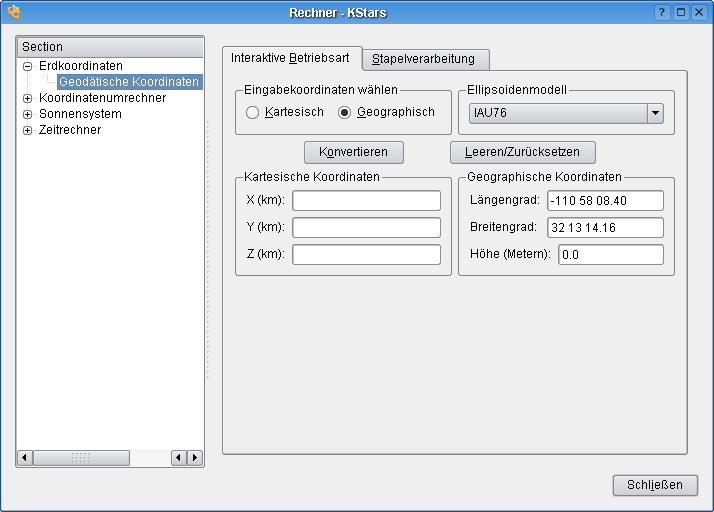 Rechner - KStars
Section
Erdkoordinaten
Geodätische Koordinaten
Koordinatenumrechner
Sonnensystem
Zeitrechner
Interaktive Betriebsart
Stapelverarbeitung
Eingabekoordinaten wählen
Kartesisch
Geographisch
Ellipsoidenmodell
IAU76
Konvertieren
Leeren/Zurücksetzen
Kartesische Koordinaten
X (km):
Y (km):
Z (km):
Geographische Koordinaten
Längengrad: -110 58 08.40
Breitengrad: 32 13 14.16
Höhe (Metern): 0.0
Schließen